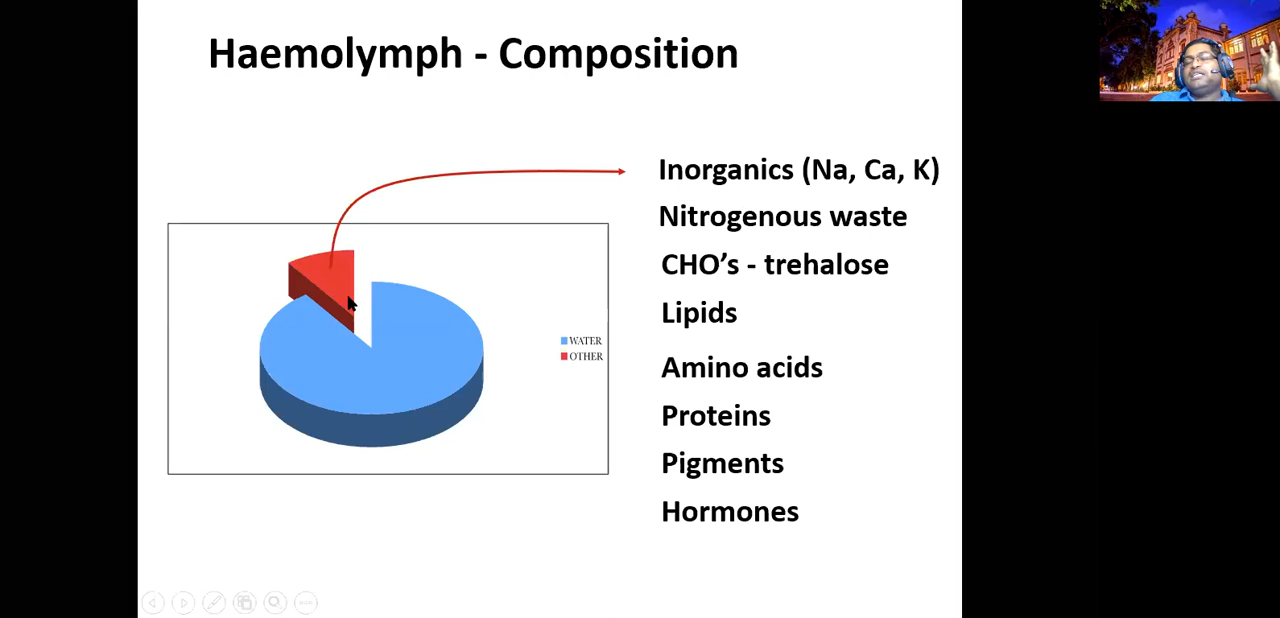 Haemolymph - Composition
Inorganics (Na, Ca, K)
Nitrogenous waste
CHO’s - trehalose
Lipids
Amino acids
Proteins
Pigments
Hormones
WATER
OTHER